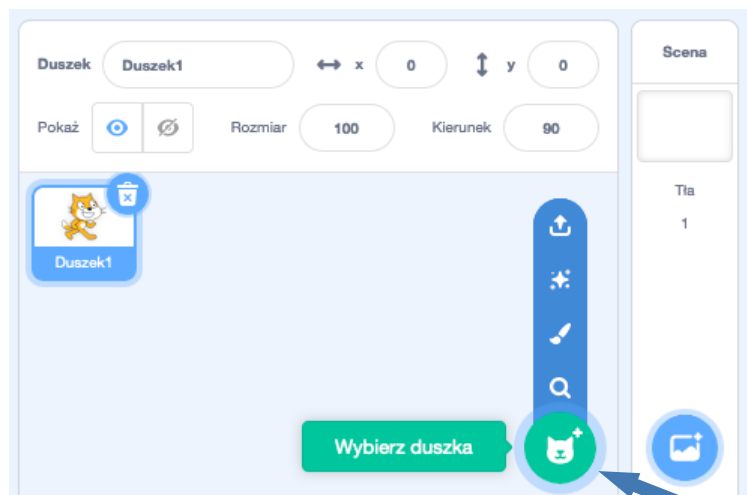 Duszek Duszek1 x 0 y 0
Pokaż Rozmiar 100 Kierunek 90
Duszek1
Wybierz duszka
Scena
Tła
1